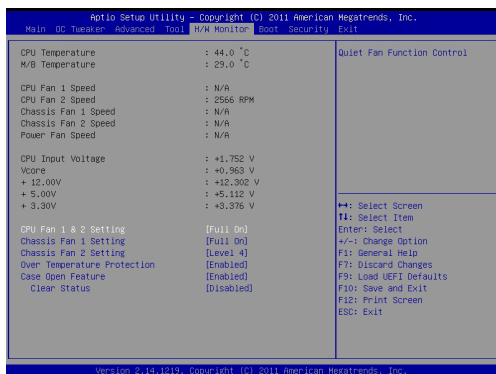 Aptio Setup Utility - Copyright (C) 2011 American Megatrends, Inc.
Main OC Tweaker Advanced Tool H/W Monitor Boot Security Exit
CPU Temperature : 44.0 °C
M/B Temperature : 29.0 °C
CPU Fan 1 Speed : N/A
CPU Fan 2 Speed : 2566 RPM
Chassis Fan 1 Speed : N/A
Chassis Fan 2 Speed : N/A
Power Fan Speed : N/A
CPU Input Voltage : +1.752 V
Vcore : +0.963 V
+ 12.00V : +12.302 V
+ 5.00V : +5.112 V
+ 3.30V : +3.376 V
CPU Fan 1 & 2 Setting [Full On]
Chassis Fan 1 Setting [Full On]
Chassis Fan 2 Setting [Level 4]
Over Temperature Protection [Enabled]
Case Open Feature [Enabled]
Clear Status [Disabled]
Quiet Fan Function Control
↔: Select Screen
↑↓: Select Item
Enter: Select
+/-: Change Option
F1: General Help
F7: Discard Changes
F9: Load UEFI Defaults
F10: Save and Exit
F12: Print Screen
ESC: Exit
Version 2.14.1219. Copyright (C) 2011 American Megatrends, Inc.